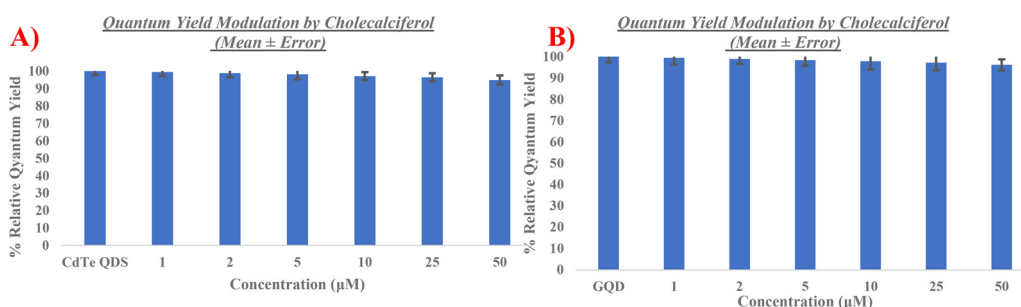 A)
Quantum Yield Modulation by Cholecalciferol
(Mean ± Error)
% Relative Qyantum Yield
100
90
80
70
60
50
40
30
20
10
0
CdTe QDS 1 2 5 10 25 50
Concentration (µM)
B)
Quantum Yield Modulation by Cholecalciferol
(Mean ± Error)
% Relative Qyantum Yield
100
90
80
70
60
50
40
30
20
10
0
GQD 1 2 5 10 25 50
Concentration (µM)